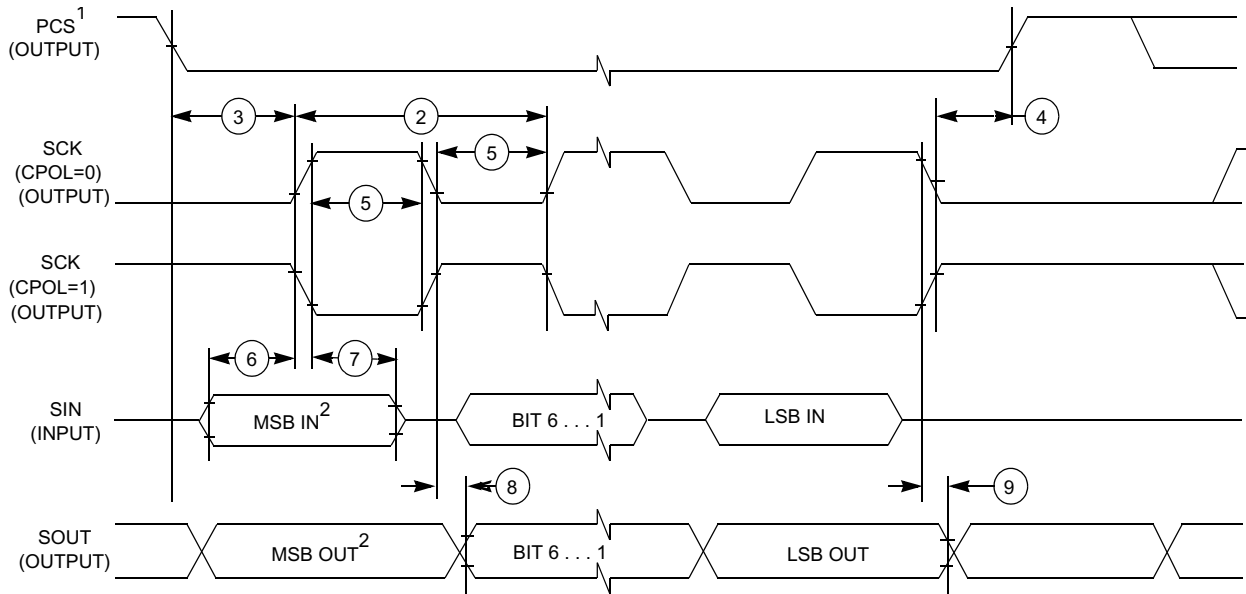 PCS¹
(OUTPUT)
3
2
4
SCK
(CPOL=0)
(OUTPUT)
5
5
SCK
(CPOL=1)
(OUTPUT)
6
7
SIN
(INPUT)
MSB IN²
BIT 6 . . . 1
LSB IN
8
9
SOUT
(OUTPUT)
MSB OUT²
BIT 6 . . . 1
LSB OUT